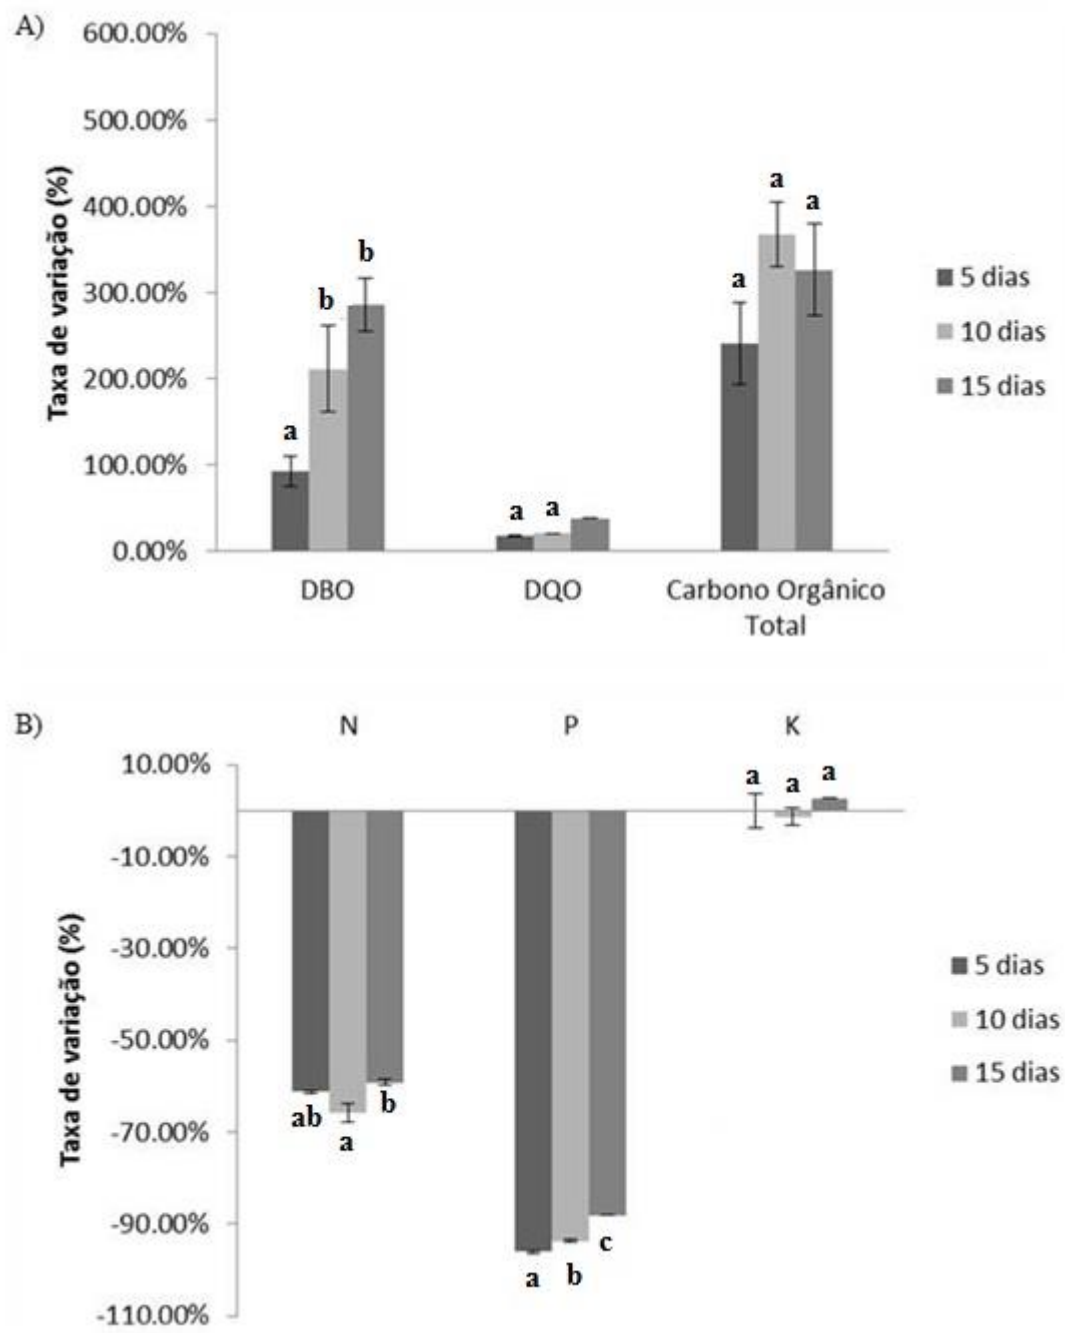 A)
600.00%
500.00%
400.00%
300.00%
200.00%
100.00%
0.00%
Taxa de variação (%)
a
b
b
a
a
a
a
a
DBO
DQO
Carbono Orgânico
Total
5 dias
10 dias
15 dias
B)
N
P
K
10.00%
-10.00%
-30.00%
-50.00%
-70.00%
-90.00%
-110.00%
Taxa de variação (%)
ab
a
b
a
b
c
a
a
a
5 dias
10 dias
15 dias